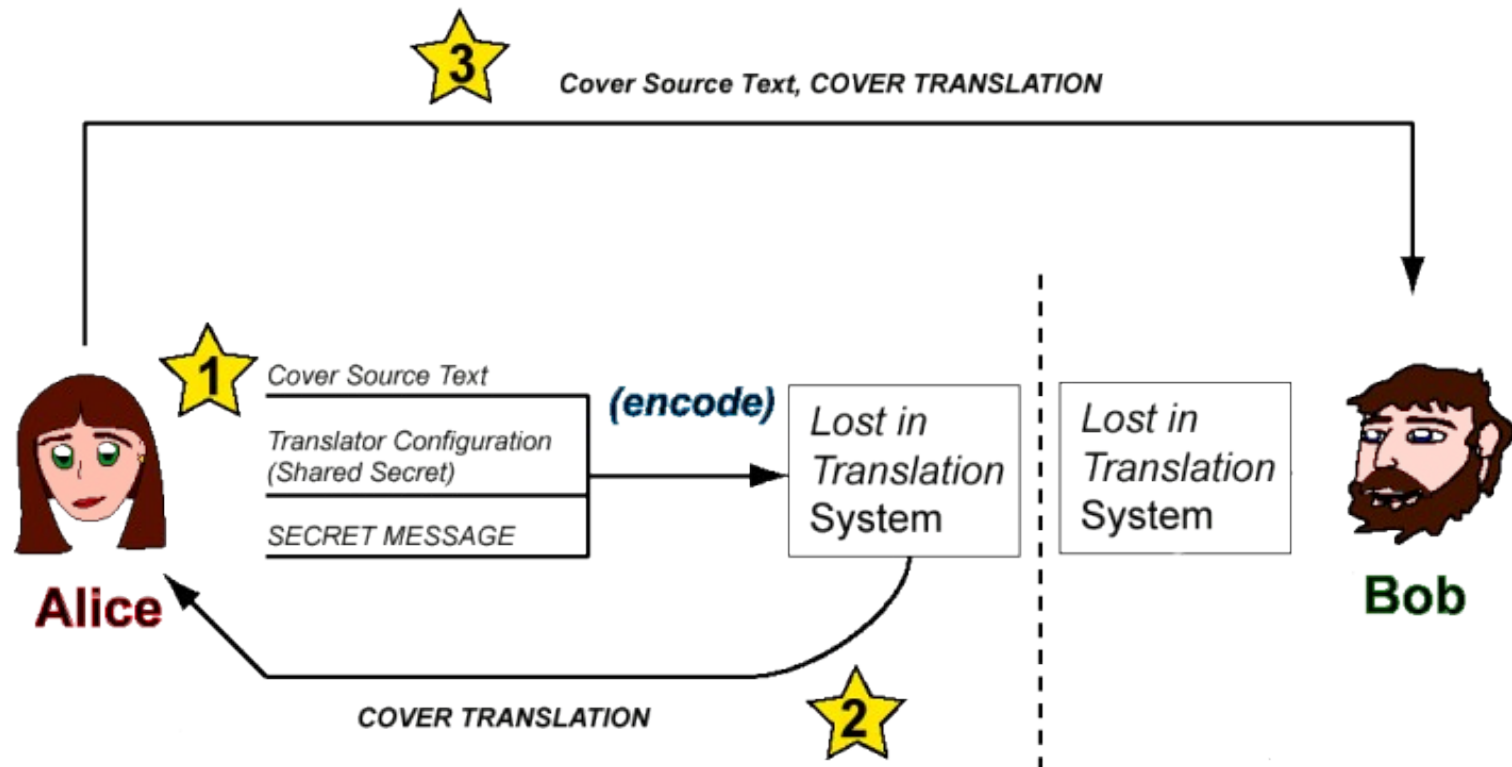 3
Cover Source Text, COVER TRANSLATION
1
Cover Source Text
Translator Configuration
(Shared Secret)
SECRET MESSAGE
(encode)
Lost in
Translation
System
Lost in
Translation
System
Alice
Bob
COVER TRANSLATION
2